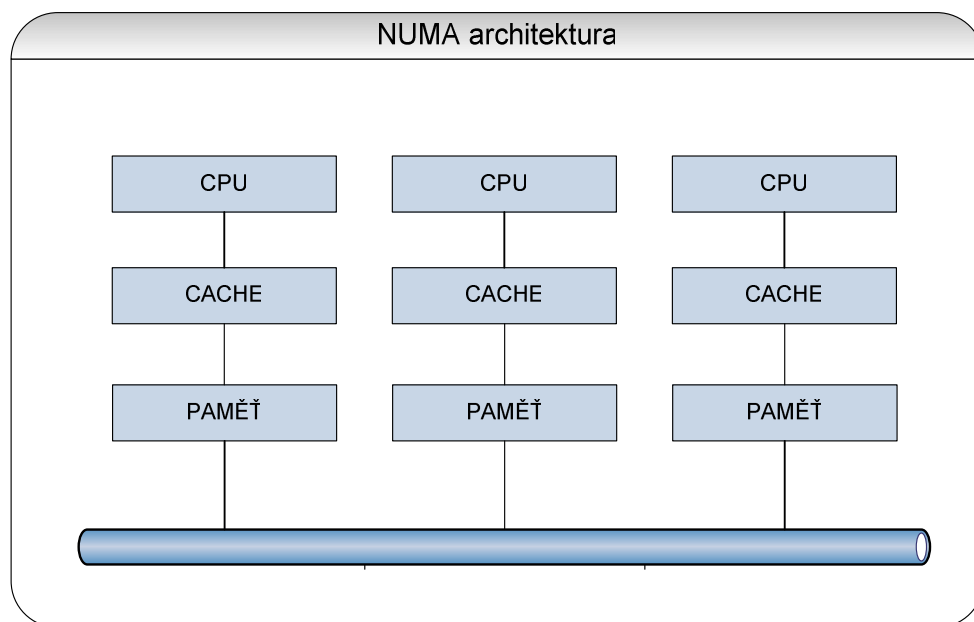 NUMA architektura
CPU CPU CPU
CACHE CACHE CACHE
PAMĚŤ PAMĚŤ PAMĚŤ